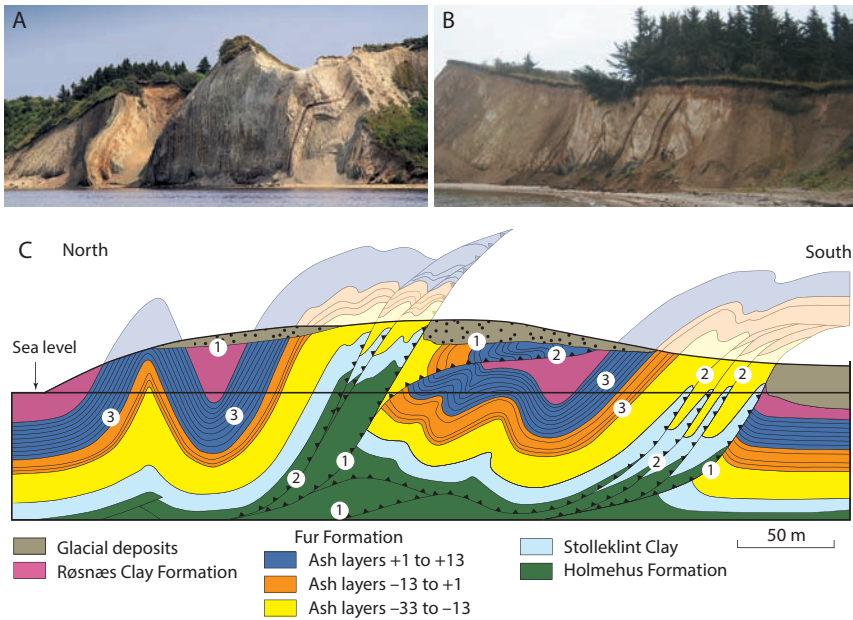 A
B
C
North
South
Sea level
1
1
2
3
3
3
3
2
2
1
2
2
1
1
50 m
Glacial deposits
Røsnæs Clay Formation
Fur Formation
Ash layers +1 to +13
Ash layers –13 to +1
Ash layers –33 to –13
Stolleklint Clay
Holmehus Formation